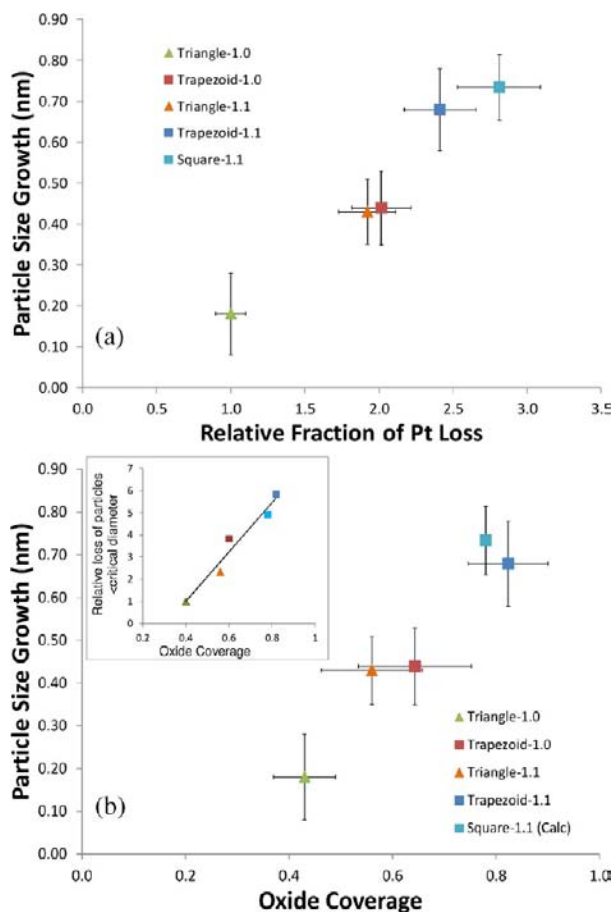 0.90
0.80
0.70
0.60
0.50
0.40
0.30
0.20
0.10
0.00
Particle Size Growth (nm)
Triangle-1.0
Trapezoid-1.0
Triangle-1.1
Trapezoid-1.1
Square-1.1
(a)
0.0 0.5 1.0 1.5 2.0 2.5 3.0 3.5
Relative Fraction of Pt Loss
0.90
0.80
0.70
0.60
0.50
0.40
0.30
0.20
0.10
0.00
Particle Size Growth (nm)
7
6
5
4
3
2
1
0
Relative loss of particles
<critical diameter
0.2 0.4 0.6 0.8 1
Oxide Coverage
Triangle-1.0
Trapezoid-1.0
Triangle-1.1
Trapezoid-1.1
Square-1.1 (Calc)
(b)
0.0 0.2 0.4 0.6 0.8 1.0
Oxide Coverage